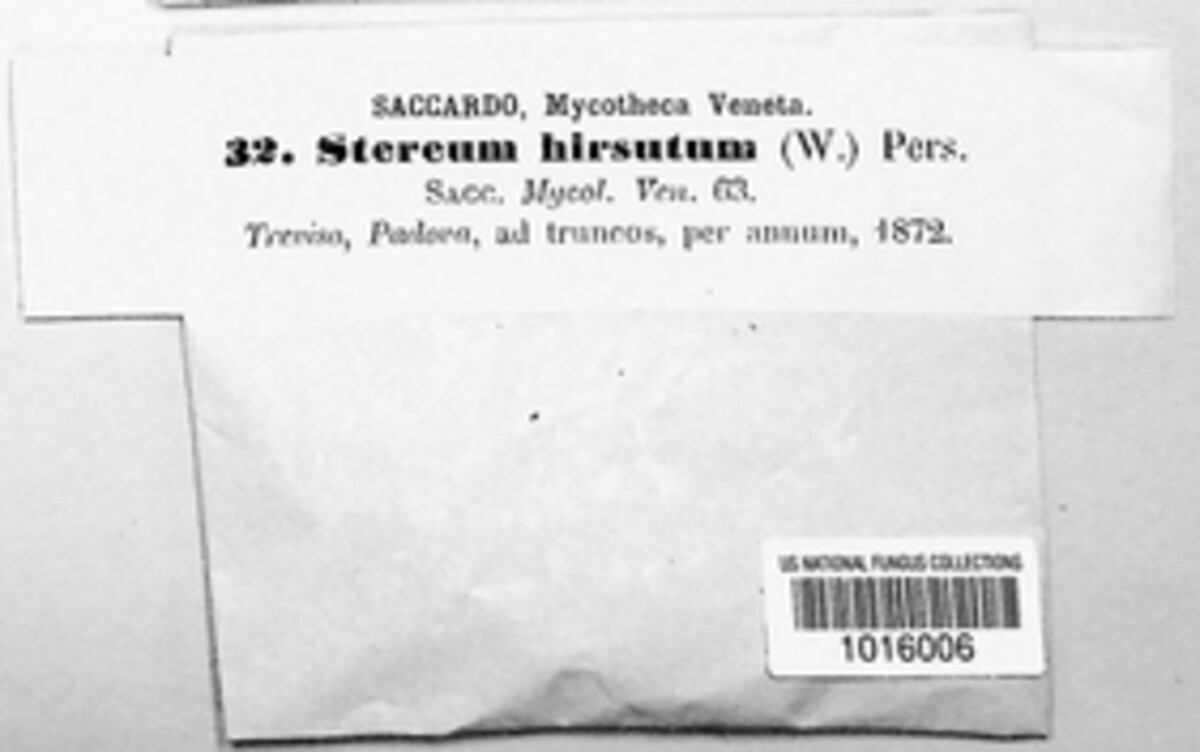 SACCARDO, Mycotheca Veneta.
32. Stereum hirsutum (W.) Pers.
SACC. Mycol. Ven. 63.
Treviso, Padova, ad truncos, per annum, 1872.
US NATIONAL FUNGUS COLLECTIONS
1016006